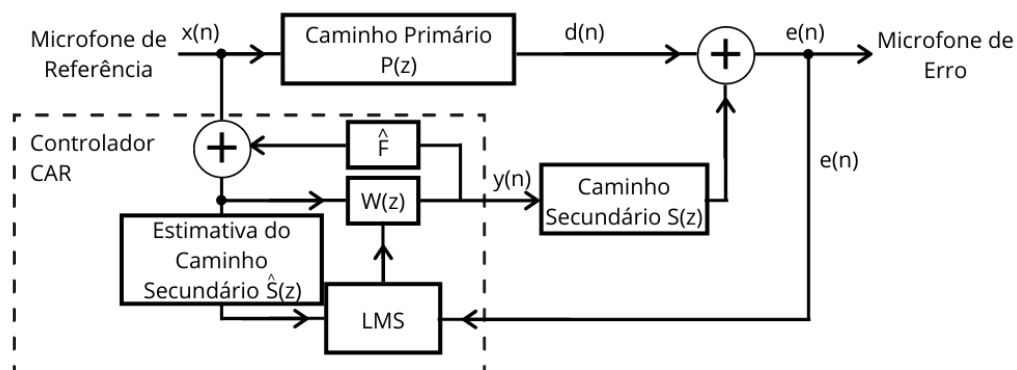 Microfone de
Referência
x(n)
Caminho Primário
P(z)
d(n)
+
e(n)
Microfone de
Erro
Controlador
CAR
+
F̂
W(z)
y(n)
Caminho
Secundário S(z)
e(n)
Estimativa do
Caminho
Secundário Ŝ(z)
LMS